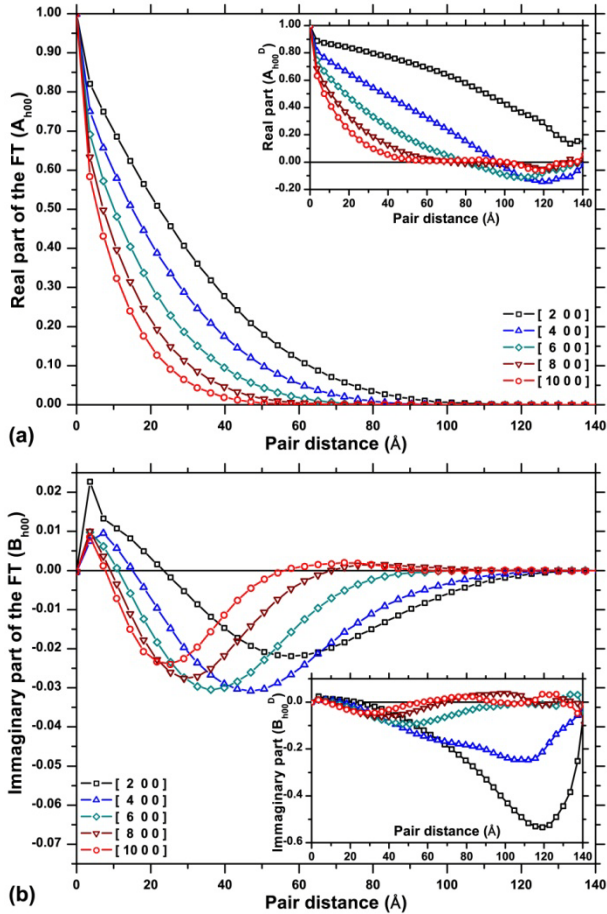 1.00
0.90
0.80
0.70
0.60
0.50
0.40
0.30
0.20
0.10
0.00
Real part of the FT (A_h00)
0 20 40 60 80 100 120 140
Pair distance (Å)
(a)
1.00
0.80
0.60
0.40
0.20
0.00
-0.20
Real part (A_h00^D)
0 20 40 60 80 100 120 140
Pair distance (Å)
[ 2 0 0]
[ 4 0 0]
[ 6 0 0]
[ 8 0 0]
[10 0 0]
0.02
0.01
0.00
-0.01
-0.02
-0.03
-0.04
-0.05
-0.06
-0.07
Immaginary part of the FT (B_h00)
[ 2 0 0]
[ 4 0 0]
[ 6 0 0]
[ 8 0 0]
[10 0 0]
0.0
-0.2
-0.4
-0.6
Immaginary part (B_h00^D)
Pair distance (Å)
0 20 40 60 80 100 120 140
0 20 40 60 80 100 120 140
Pair distance (Å)
(b)